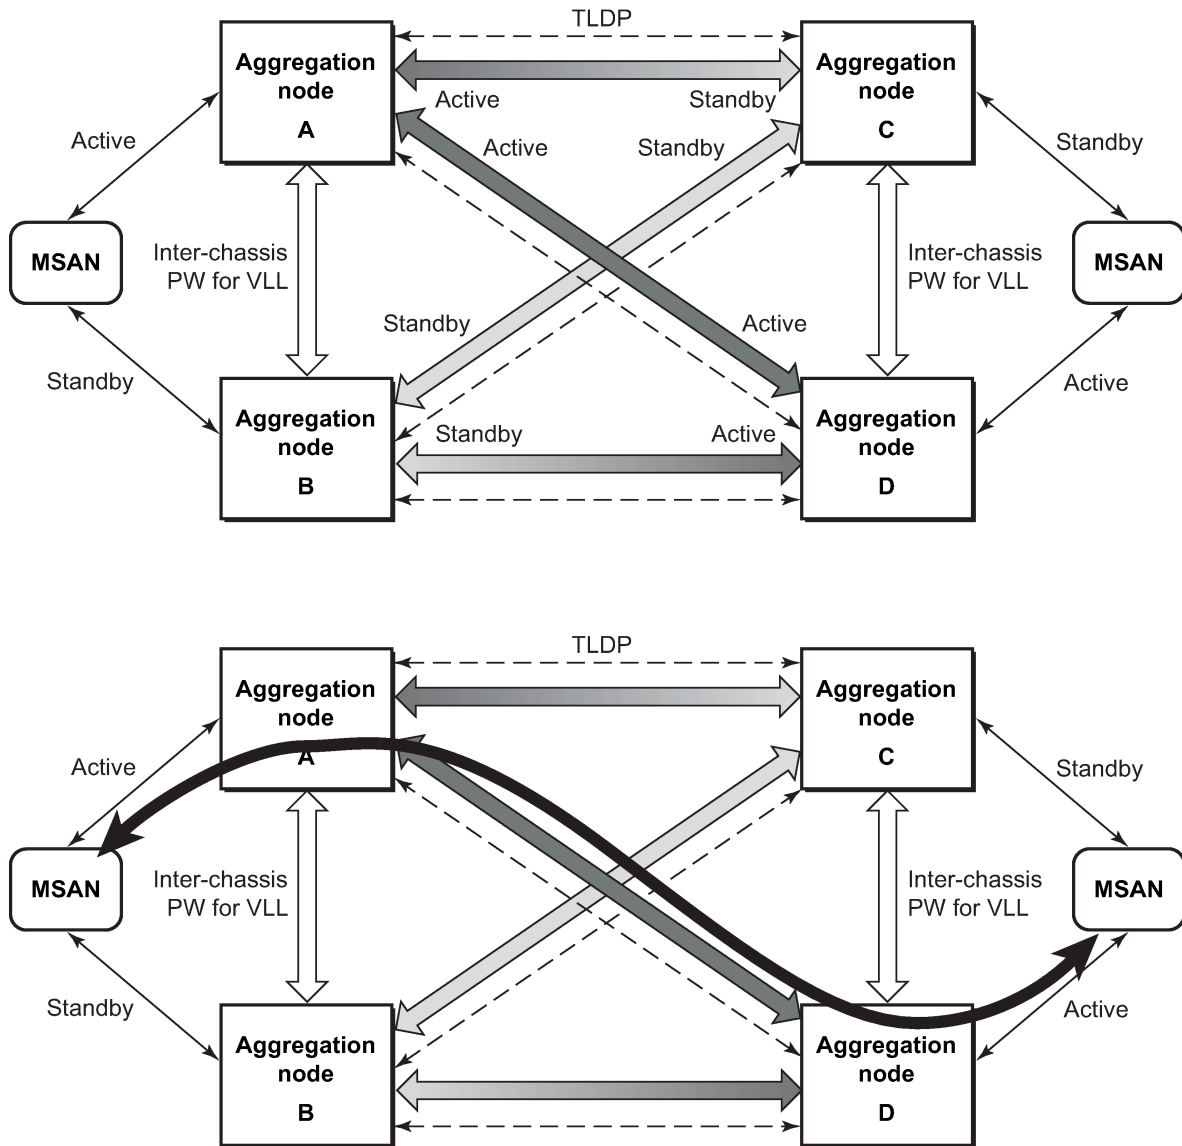 TLDP
Aggregation
node
A
Aggregation
node
C
Active
Standby
Active
Standby
Active
Standby
MSAN
Inter-chassis
PW for VLL
Inter-chassis
PW for VLL
MSAN
Standby
Active
Standby
Active
Aggregation
node
B
Standby
Active
Aggregation
node
D
TLDP
Aggregation
node
A
Aggregation
node
C
Active
Standby
MSAN
Inter-chassis
PW for VLL
Inter-chassis
PW for VLL
MSAN
Standby
Active
Aggregation
node
B
Aggregation
node
D